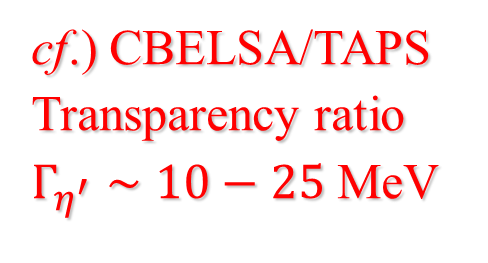 cf.) CBELSA/TAPS
Transparency ratio
Γη′ ~ 10 − 25 MeV